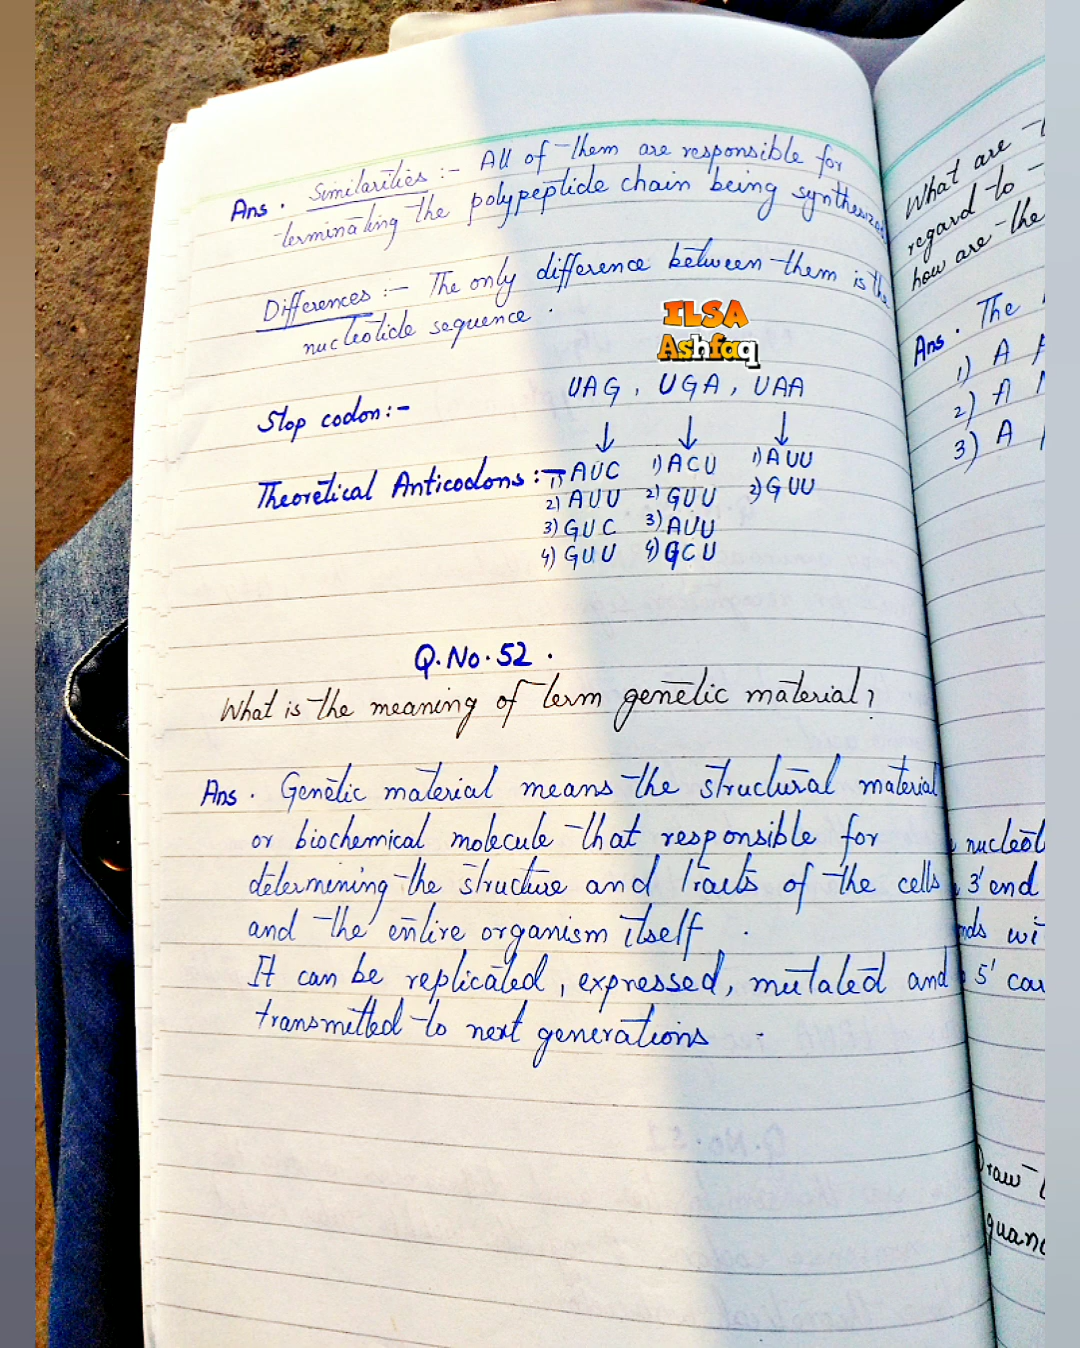 Ans. Similarities :- All of them are responsible for
terminating the polypeptide chain being synthesized
Differences :- The only difference between them is the
nucleotide sequence.
ILSA
Ashfaq
Stop codon:- UAG, UGA, UAA
Theoretical Anticodons:- 1) AUC 1) ACU 1) AUU
2) AUU 2) GUU 2) GUU
3) GUC 3) AUU
4) GUU 4) GCU
Q.No.52.
What is the meaning of term genetic material?
Ans. Genetic material means the structural material
or biochemical molecule that responsible for
determining the structure and traits of the cells
and the entire organism itself.
It can be replicated, expressed, mutated and
transmitted to next generations.
What are
regard to
how are the
Ans. The
1) A
2) A
3) A
nucleot
3' end
nds wi
5' car
Draw
guan